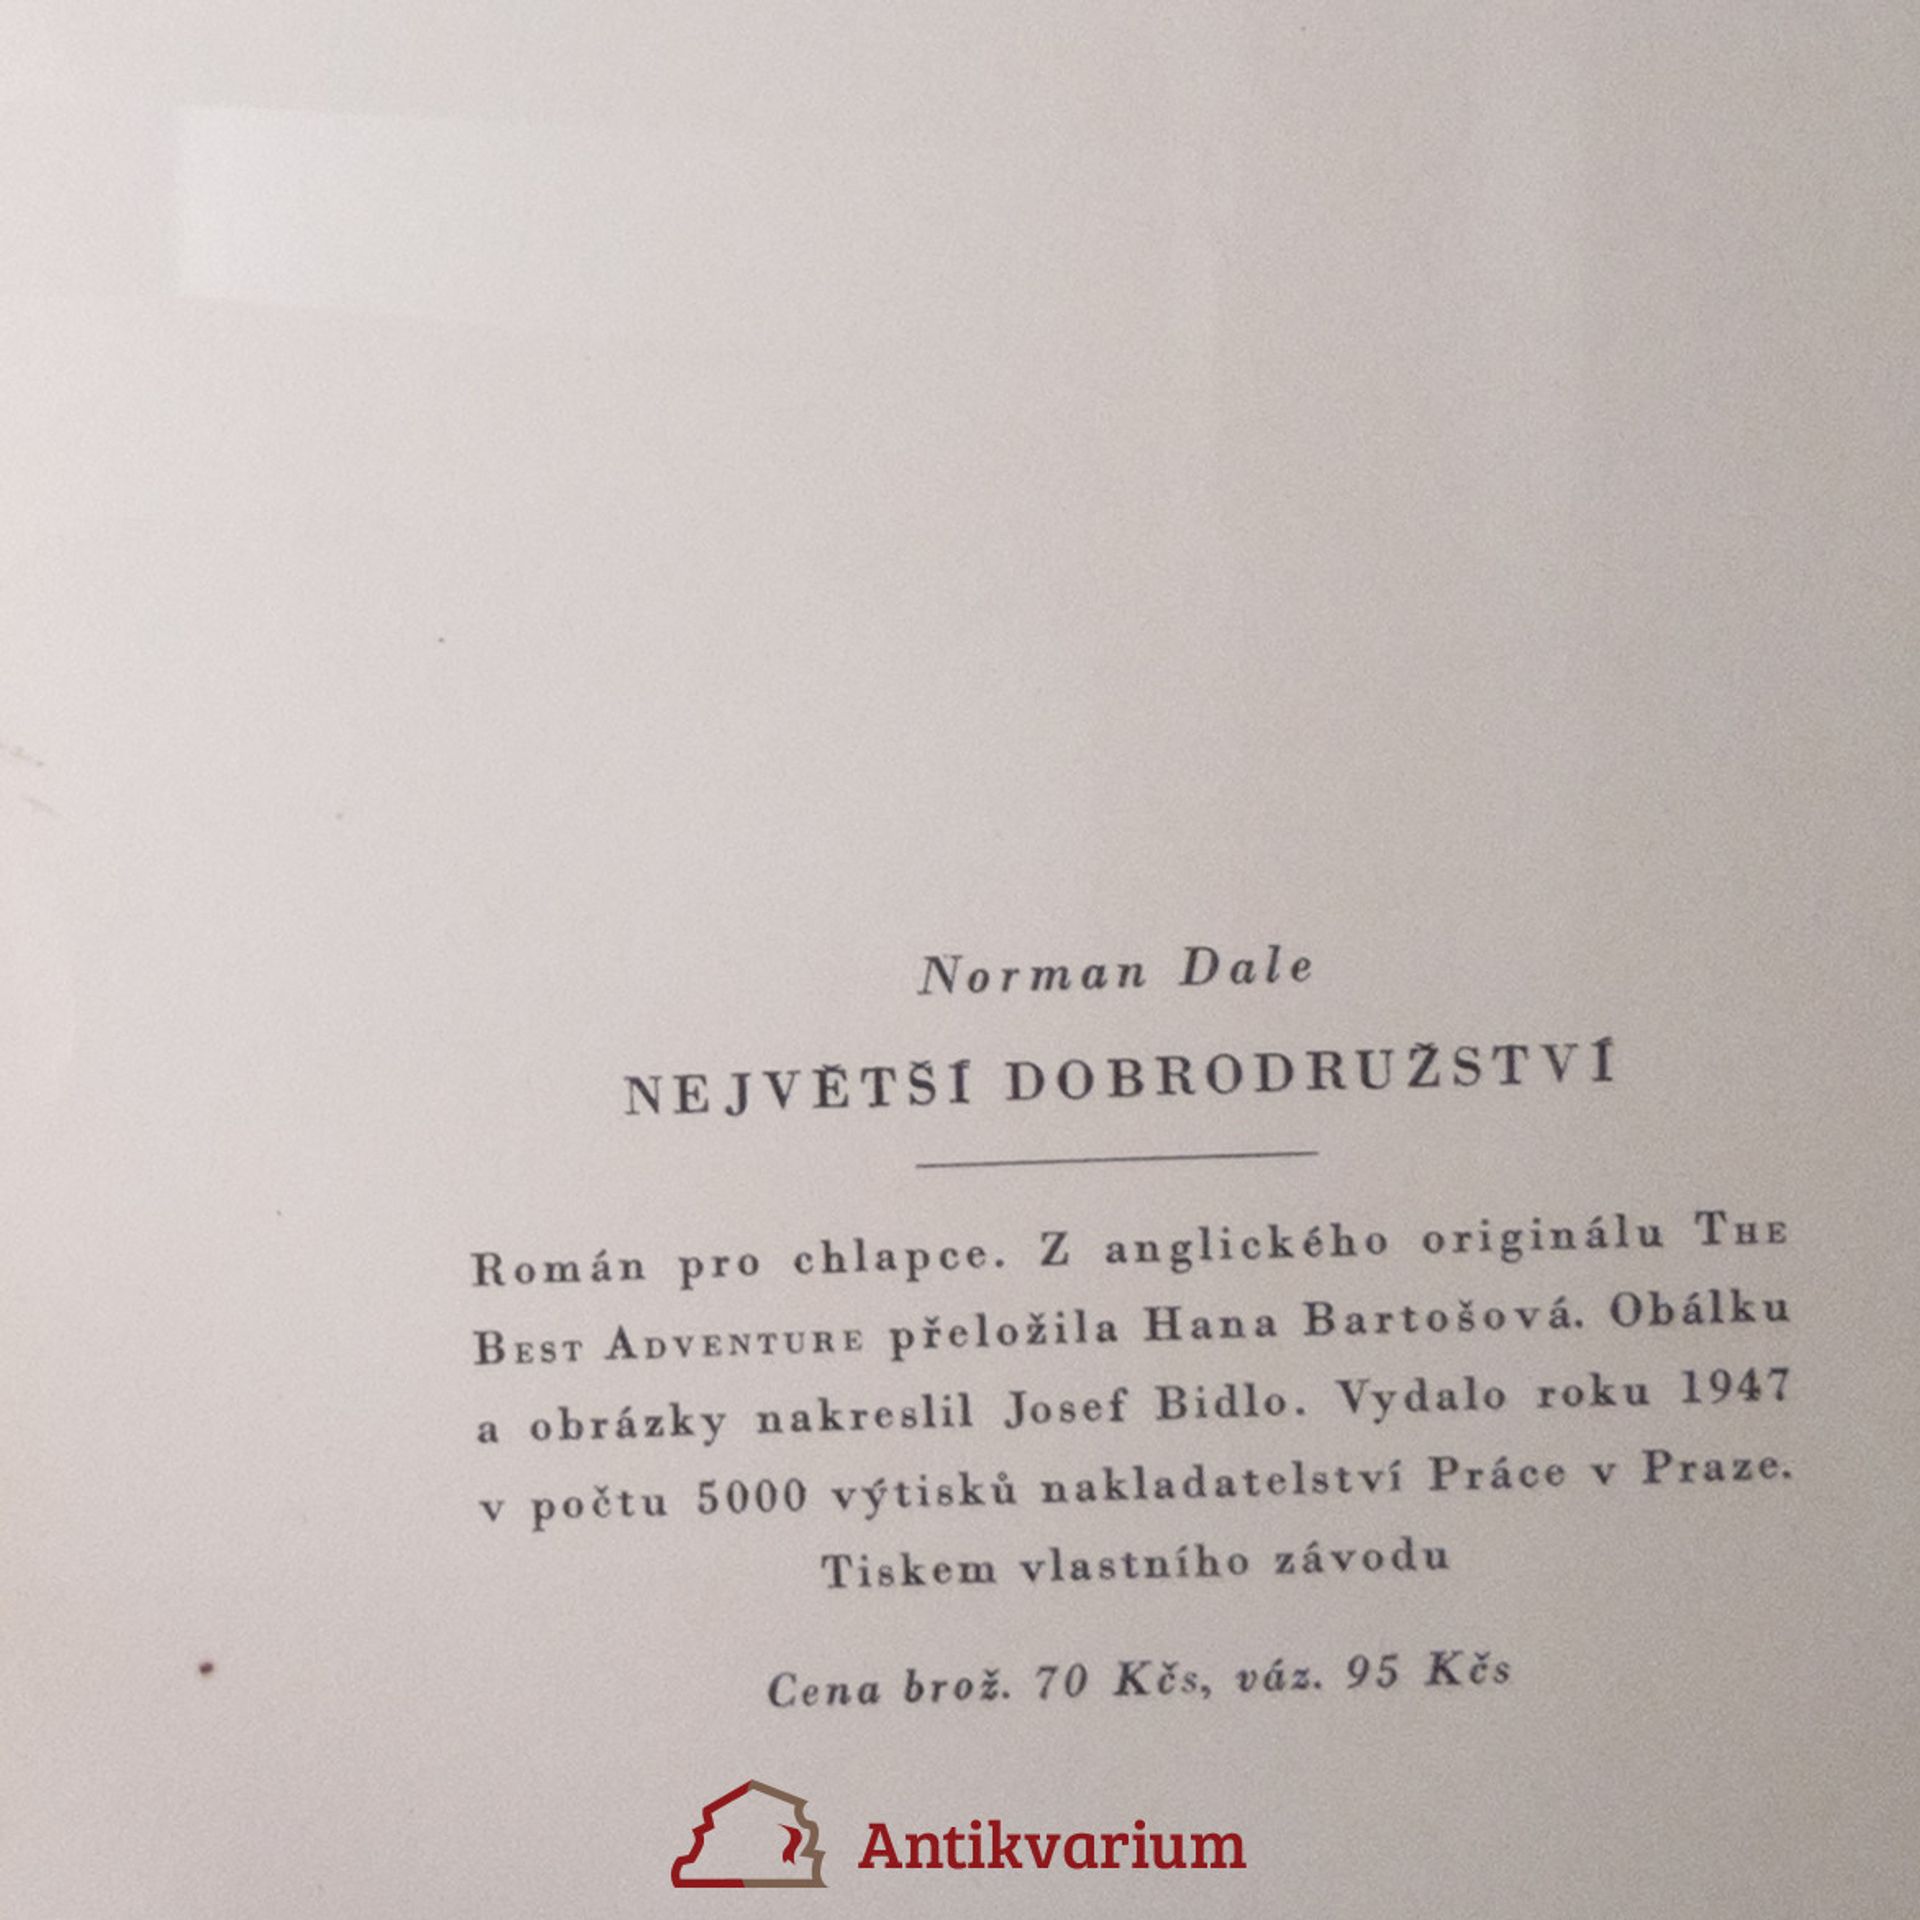 Norman Dale
NEJVĚTŠÍ DOBRODRUŽSTVÍ
Román pro chlapce. Z anglického originálu THE
BEST ADVENTURE přeložila Hana Bartošová. Obálku
a obrázky nakreslil Josef Bidlo. Vydalo roku 1947
v počtu 5000 výtisků nakladatelství Práce v Praze.
Tiskem vlastního závodu
Cena brož. 70 Kčs, váz. 95 Kčs
Antikvarium